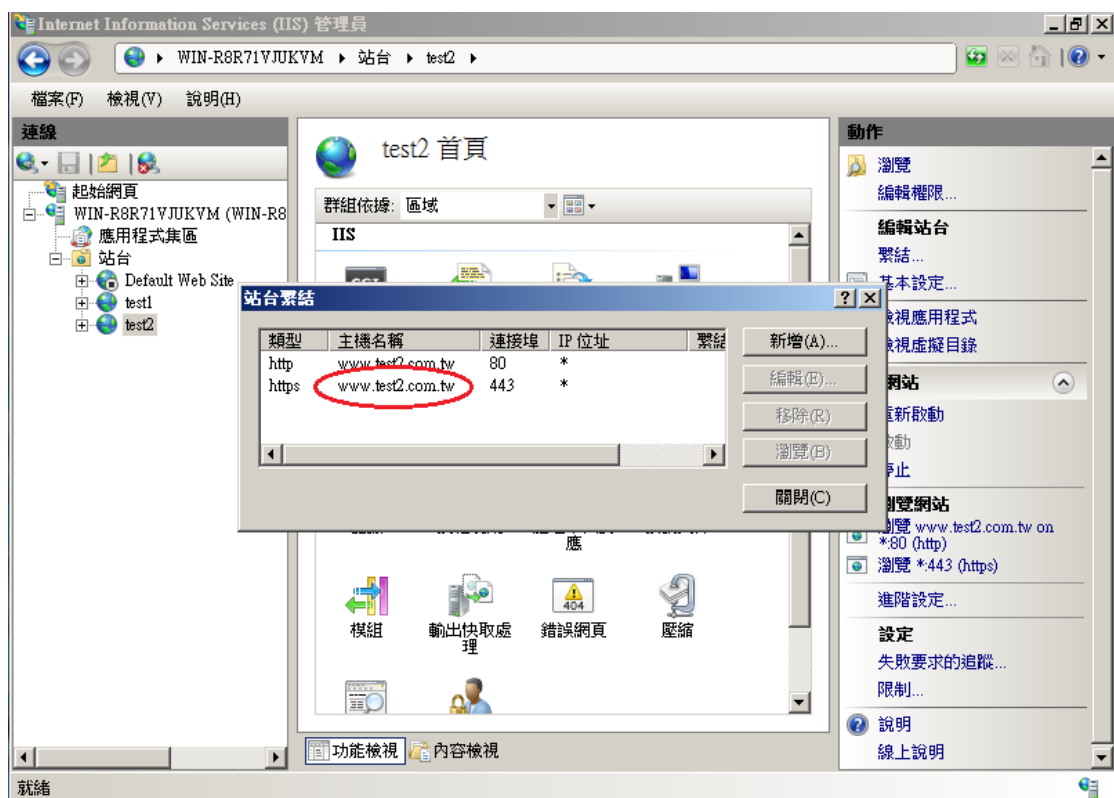 Internet Information Services (IIS) 管理員
WIN-R8R71VJUKVM ▸ 站台 ▸ test2 ▸
檔案(F) 檢視(V) 說明(H)
連線
起始網頁
WIN-R8R71VJUKVM (WIN-R8
應用程式集區
站台
Default Web Site
test1
test2
test2 首頁
群組依據: 區域
IIS
站台繫結
類型 主機名稱 連接埠 IP 位址 繫結
http www.test2.com.tw 80 *
https www.test2.com.tw 443 *
新增(A)...
編輯(E)...
移除(R)
瀏覽(B)
關閉(C)
應
模組
輸出快取處
理
404
錯誤網頁
壓縮
功能檢視
內容檢視
動作
瀏覽
編輯權限...
編輯站台
繫結...
基本設定...
檢視應用程式
檢視虛擬目錄
網站
重新啟動
啟動
停止
瀏覽網站
瀏覽 www.test2.com.tw on
*:80 (http)
瀏覽 *:443 (https)
進階設定...
設定
失敗要求的追蹤...
限制...
說明
線上說明
就緒